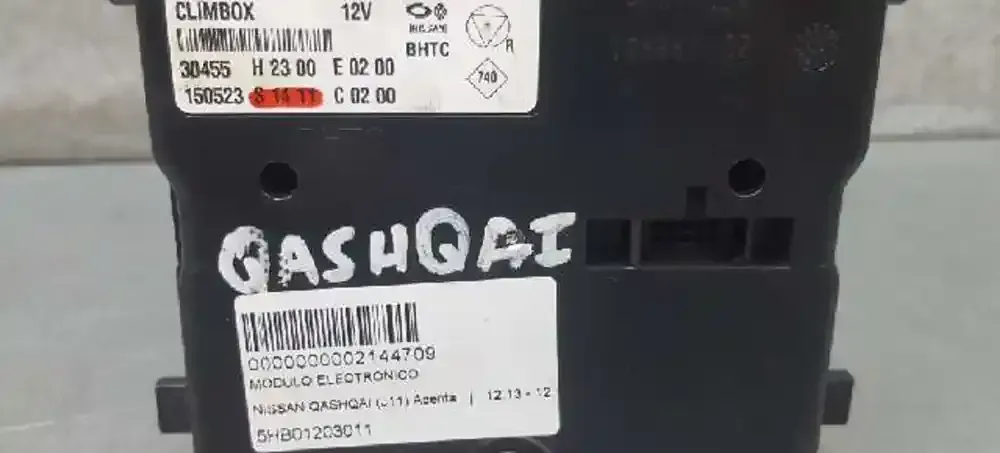 CLIMBOX 12V
BHTC
R
30455 H 23 00 E 02 00
740
150523 S 14 11 C 02 00
QASHQAI
0000000002144709
MODULO ELECTRONICO
NISSAN QASHQAI (J11) Acenta | 12.13 - 12
5HB01203011